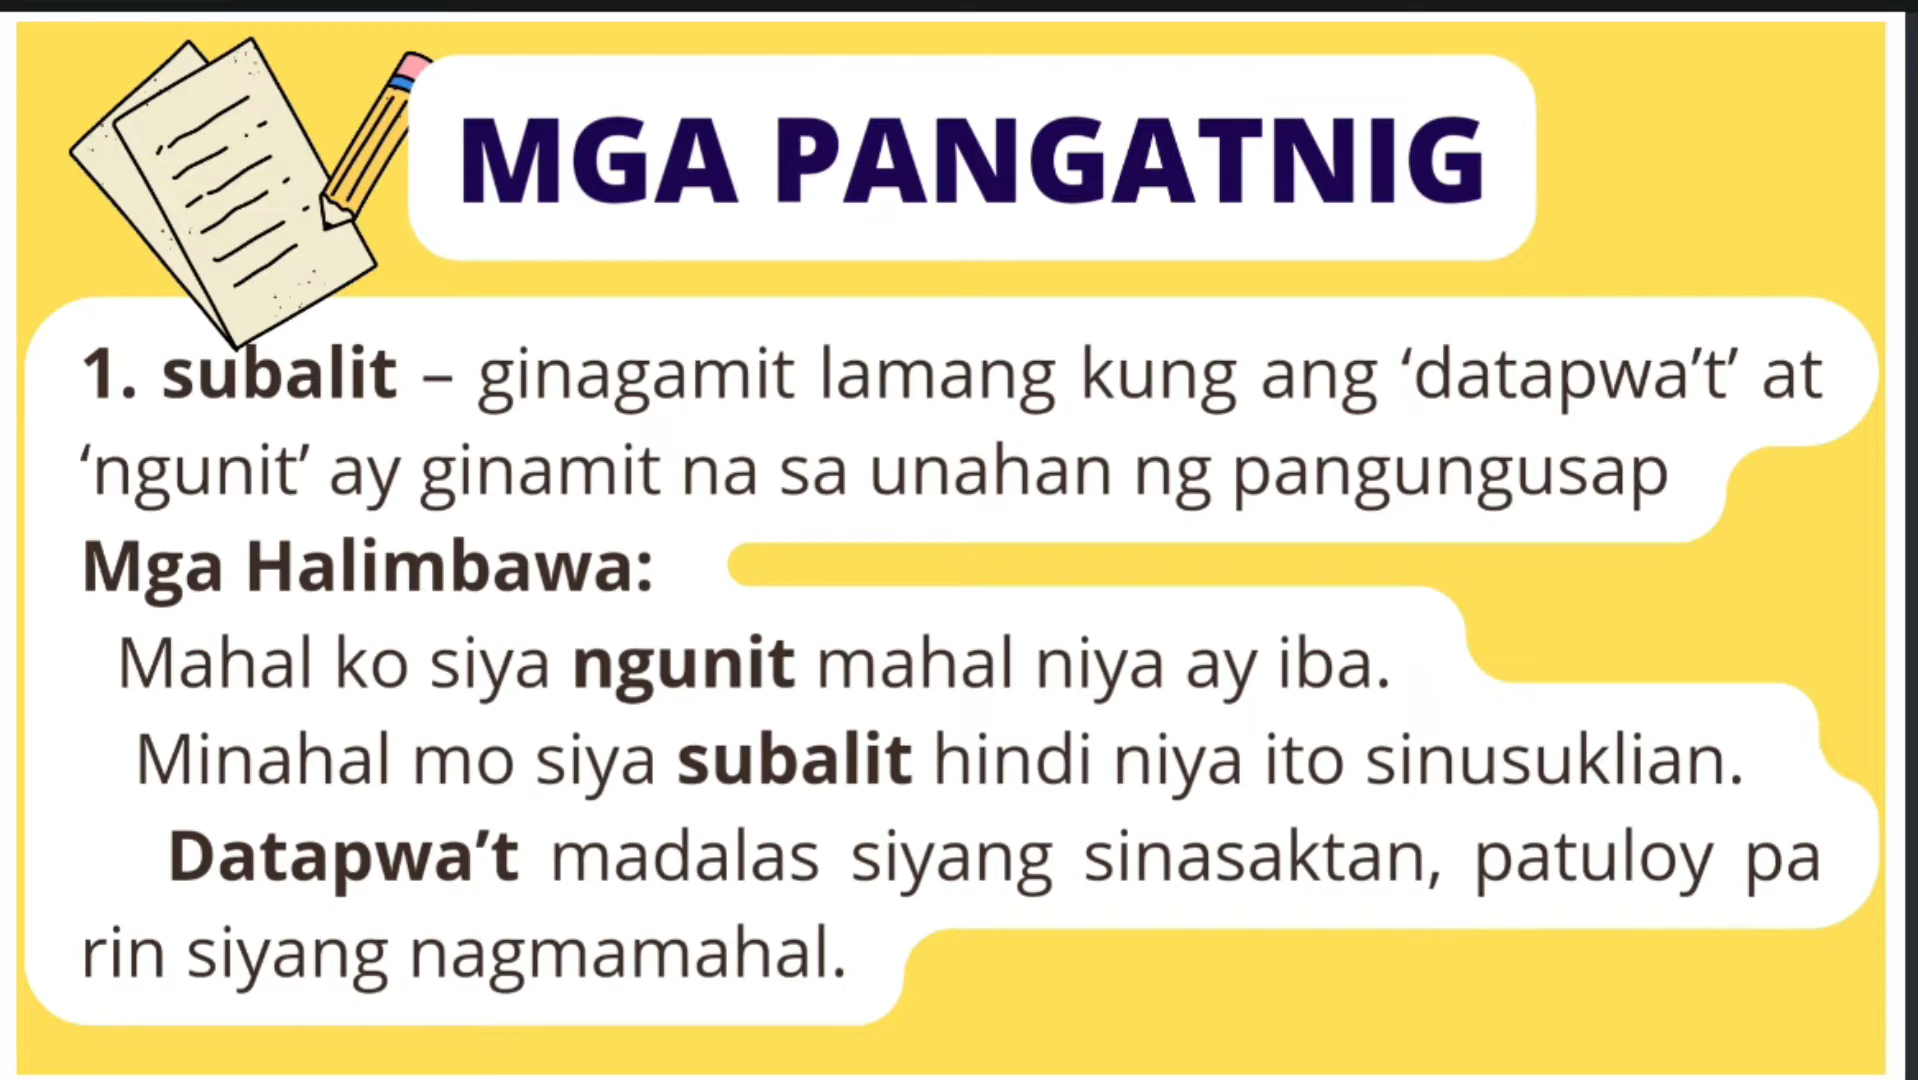 MGA PANGATNIG
1. subalit – ginagamit lamang kung ang ‘datapwa’t’ at
‘ngunit’ ay ginamit na sa unahan ng pangungusap
Mga Halimbawa:
Mahal ko siya ngunit mahal niya ay iba.
Minahal mo siya subalit hindi niya ito sinusuklian.
Datapwa’t madalas siyang sinasaktan, patuloy pa
rin siyang nagmamahal.